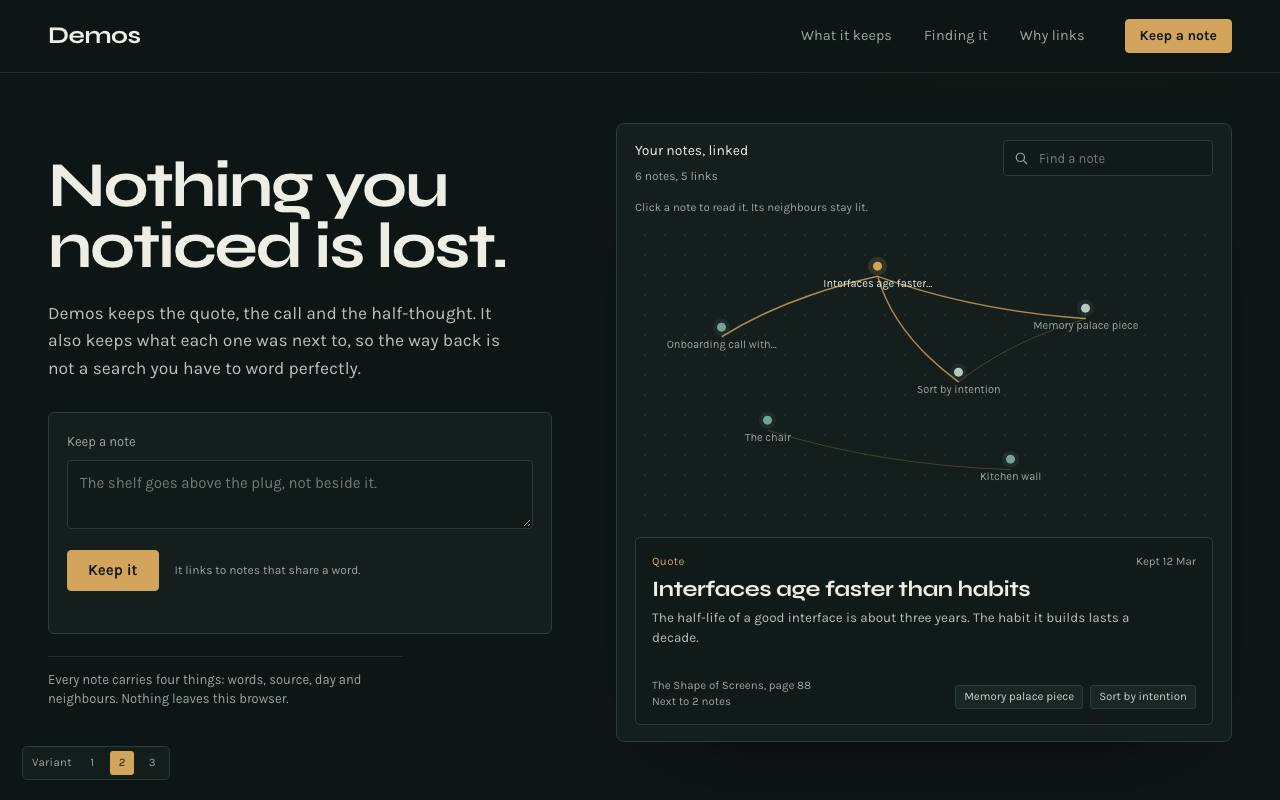 Demos
What it keeps
Finding it
Why links
Keep a note
Nothing you
noticed is lost.
Demos keeps the quote, the call and the half-thought. It
also keeps what each one was next to, so the way back is
not a search you have to word perfectly.
Keep a note
The shelf goes above the plug, not beside it.
Keep it
It links to notes that share a word.
Every note carries four things: words, source, day and
neighbours. Nothing leaves this browser.
Variant 1 2 3
Your notes, linked
6 notes, 5 links
Find a note
Click a note to read it. Its neighbours stay lit.
Interfaces age faster…
Memory palace piece
Onboarding call with…
Sort by intention
The chair
Kitchen wall
Quote
Kept 12 Mar
Interfaces age faster than habits
The half-life of a good interface is about three years. The habit it builds lasts a
decade.
The Shape of Screens, page 88
Next to 2 notes
Memory palace piece
Sort by intention